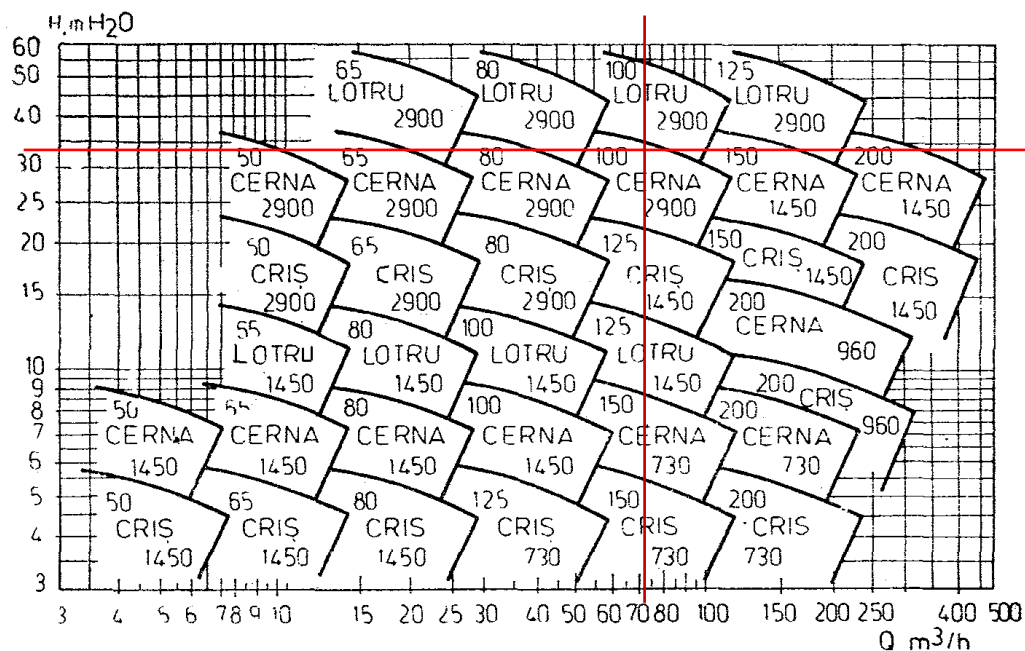 H,m H₂O
60
65 80 100 125
50
LOTRU LOTRU LOTRU LOTRU
40
2900 2900 2900 2900
30
50 65 80 100 150 200
CERNA CERNA CERNA CERNA CERNA CERNA
25
2900 2900 2900 2900 1450 1450
20
50 65 80 125 150 200
CRIȘ CRIȘ CRIȘ CRIȘ CRIȘ CRIS
2900 2900 2900 1450 1450 1450
15
65 80 100 125 200
LOTRU LOTRU LOTRU LOTRU CERNA
1450 1450 1450 1450 960
10
9
8
50 65 80 100 150 200 200
CRIȘ
960
7
CERNA CERNA CERNA CERNA CERNA CERNA
1450 1450 1450 1450 730 730
6
5
50 65 80 125 150 200
CRIȘ CRIȘ CRIȘ CRIȘ CRIS CRIS
4
1450 1450 1450 730 730 730
3
3 4 5 6 7 8 9 10 15 20 25 30 40 50 60 70 80 100 150 200 250 400 500
Q m³/h